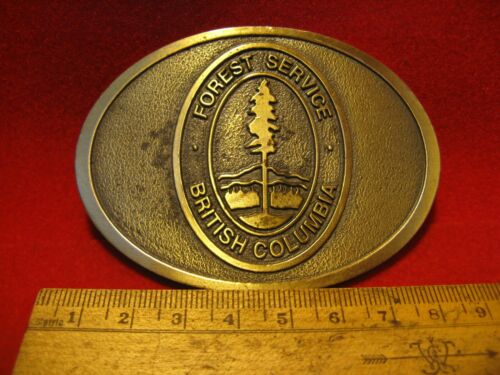 FOREST SERVICE
BRITISH COLUMBIA
1 2 3 4 5 6 7 8 9